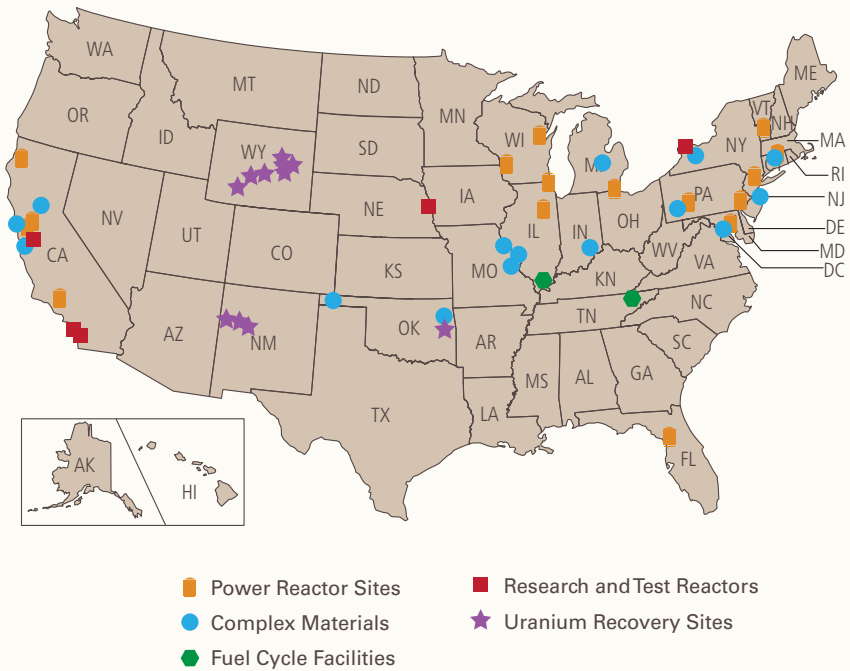 WA
MT
ND
MN
ME
OR
ID
WY
SD
WI
M
VT
NH
NY
MA
RI
NJ
DE
MD
DC
NV
UT
CO
NE
IA
IL
IN
OH
PA
CA
KS
MO
KN
WV
VA
AZ
NM
OK
AR
TN
NC
SC
TX
LA
MS
AL
GA
FL
AK
HI
Power Reactor Sites
Complex Materials
Fuel Cycle Facilities
Research and Test Reactors
Uranium Recovery Sites